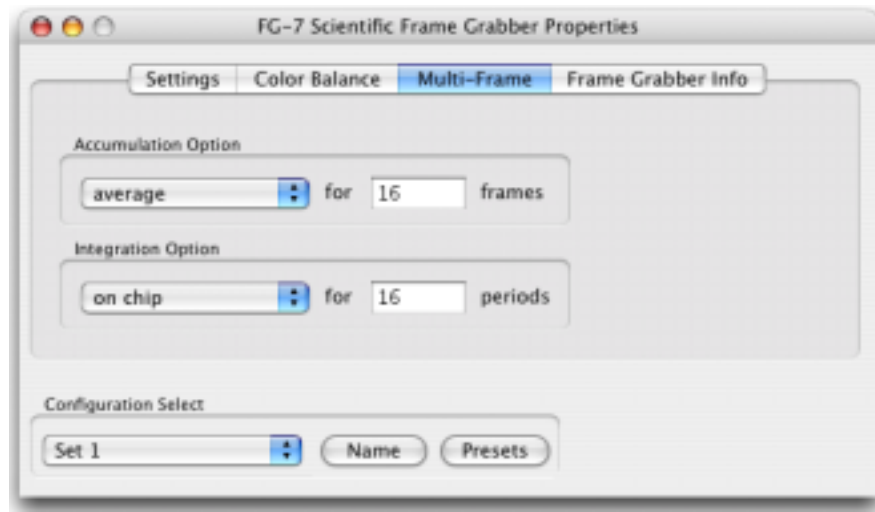 FG-7 Scientific Frame Grabber Properties
Settings Color Balance Multi-Frame Frame Grabber Info
Accumulation Option
average for 16 frames
Integration Option
on chip for 16 periods
Configuration Select
Set 1 Name Presets